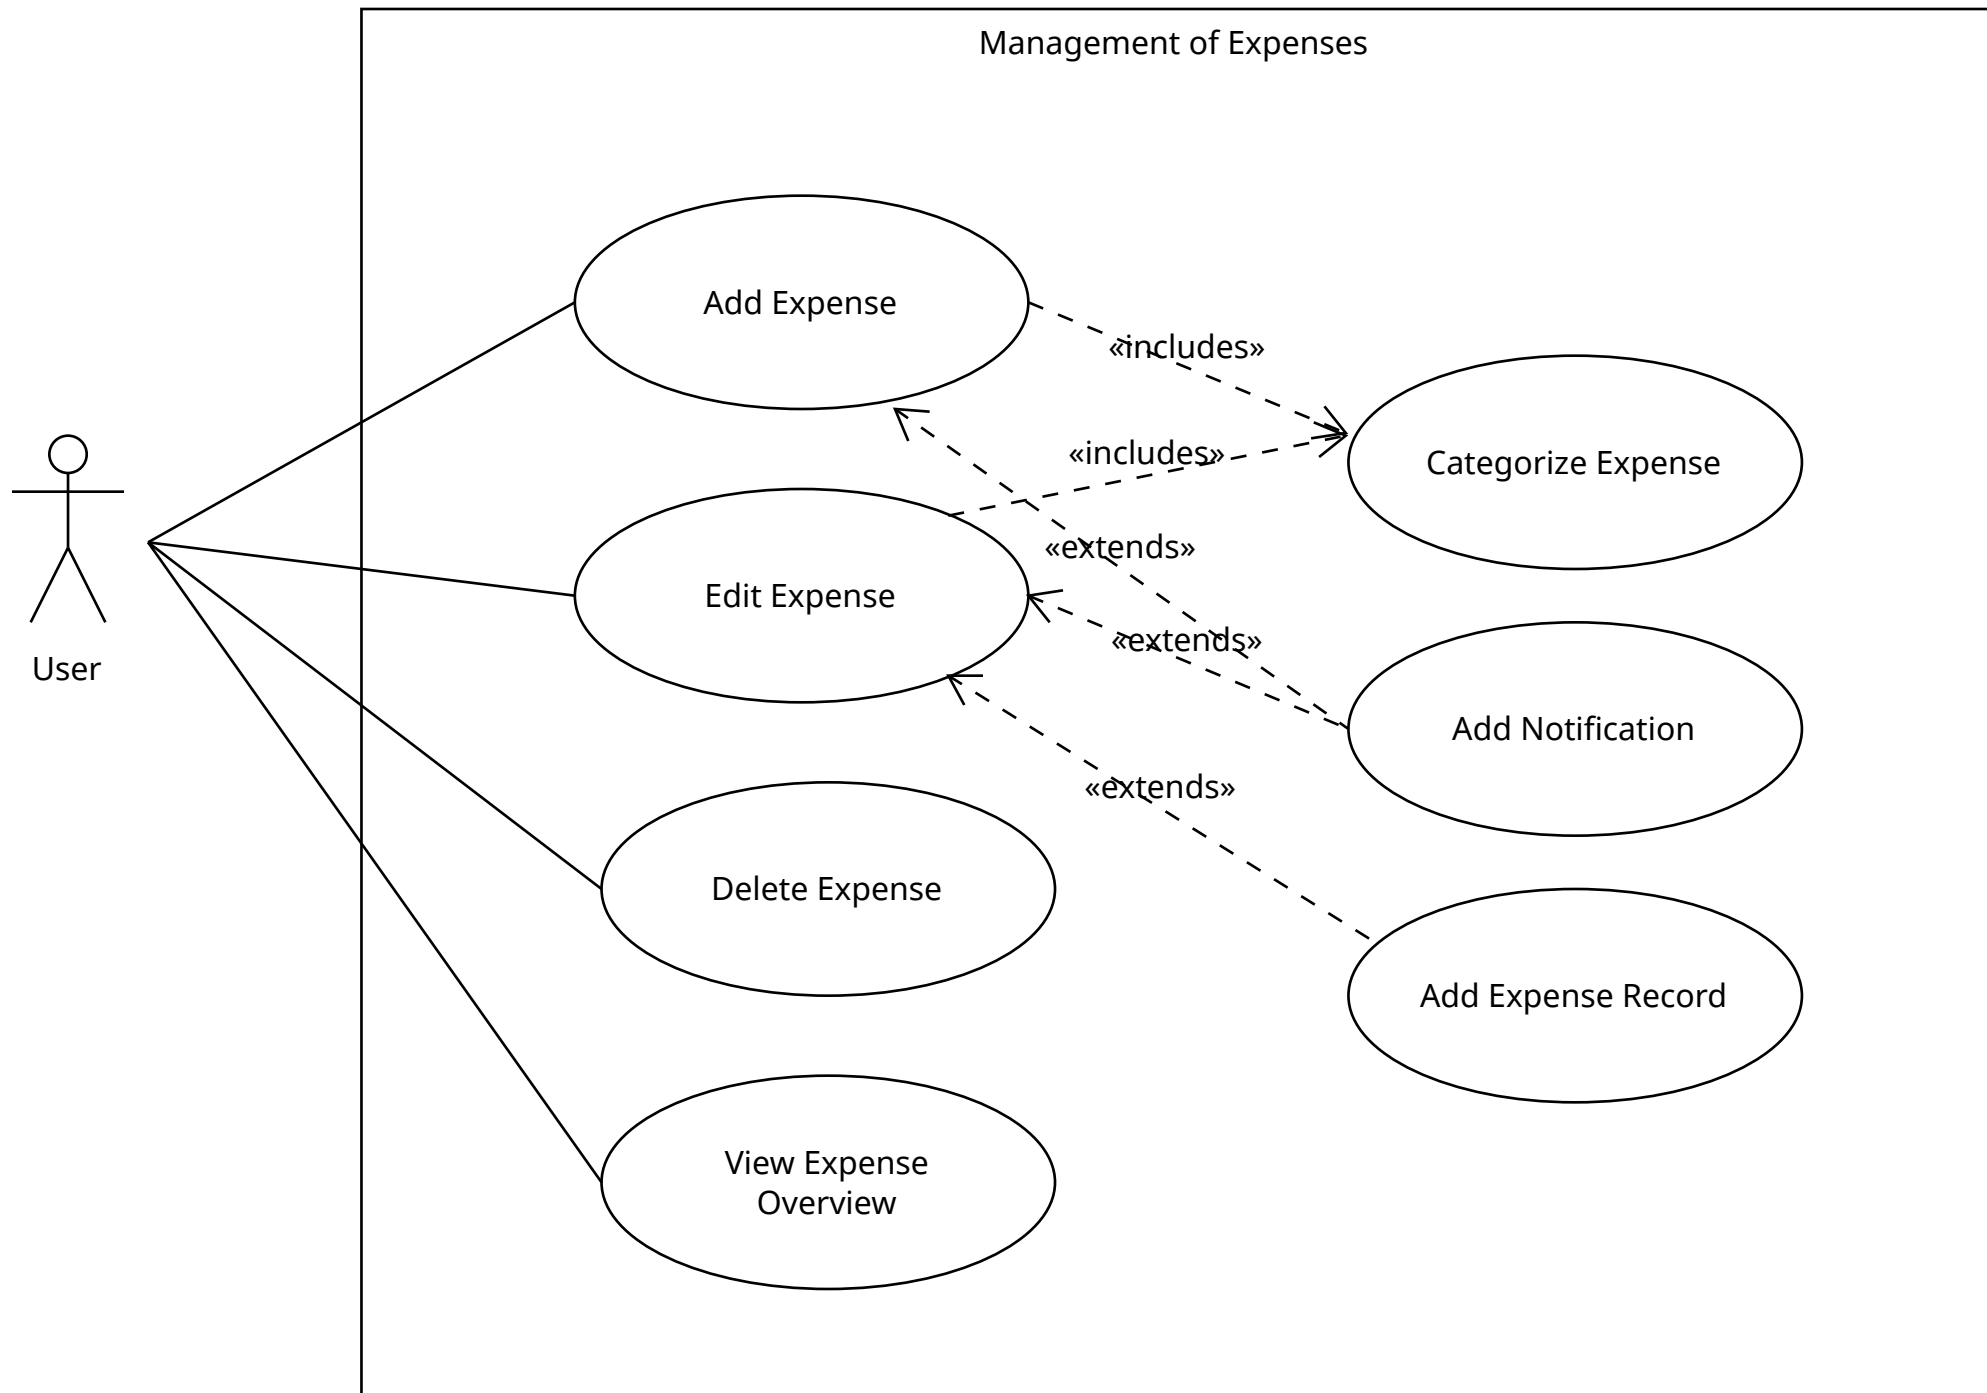 Management of Expenses
Add Expense
«includes»
Categorize Expense
«includes»
«extends»
Edit Expense
«extends»
User
Add Notification
«extends»
Delete Expense
Add Expense Record
View Expense
Overview